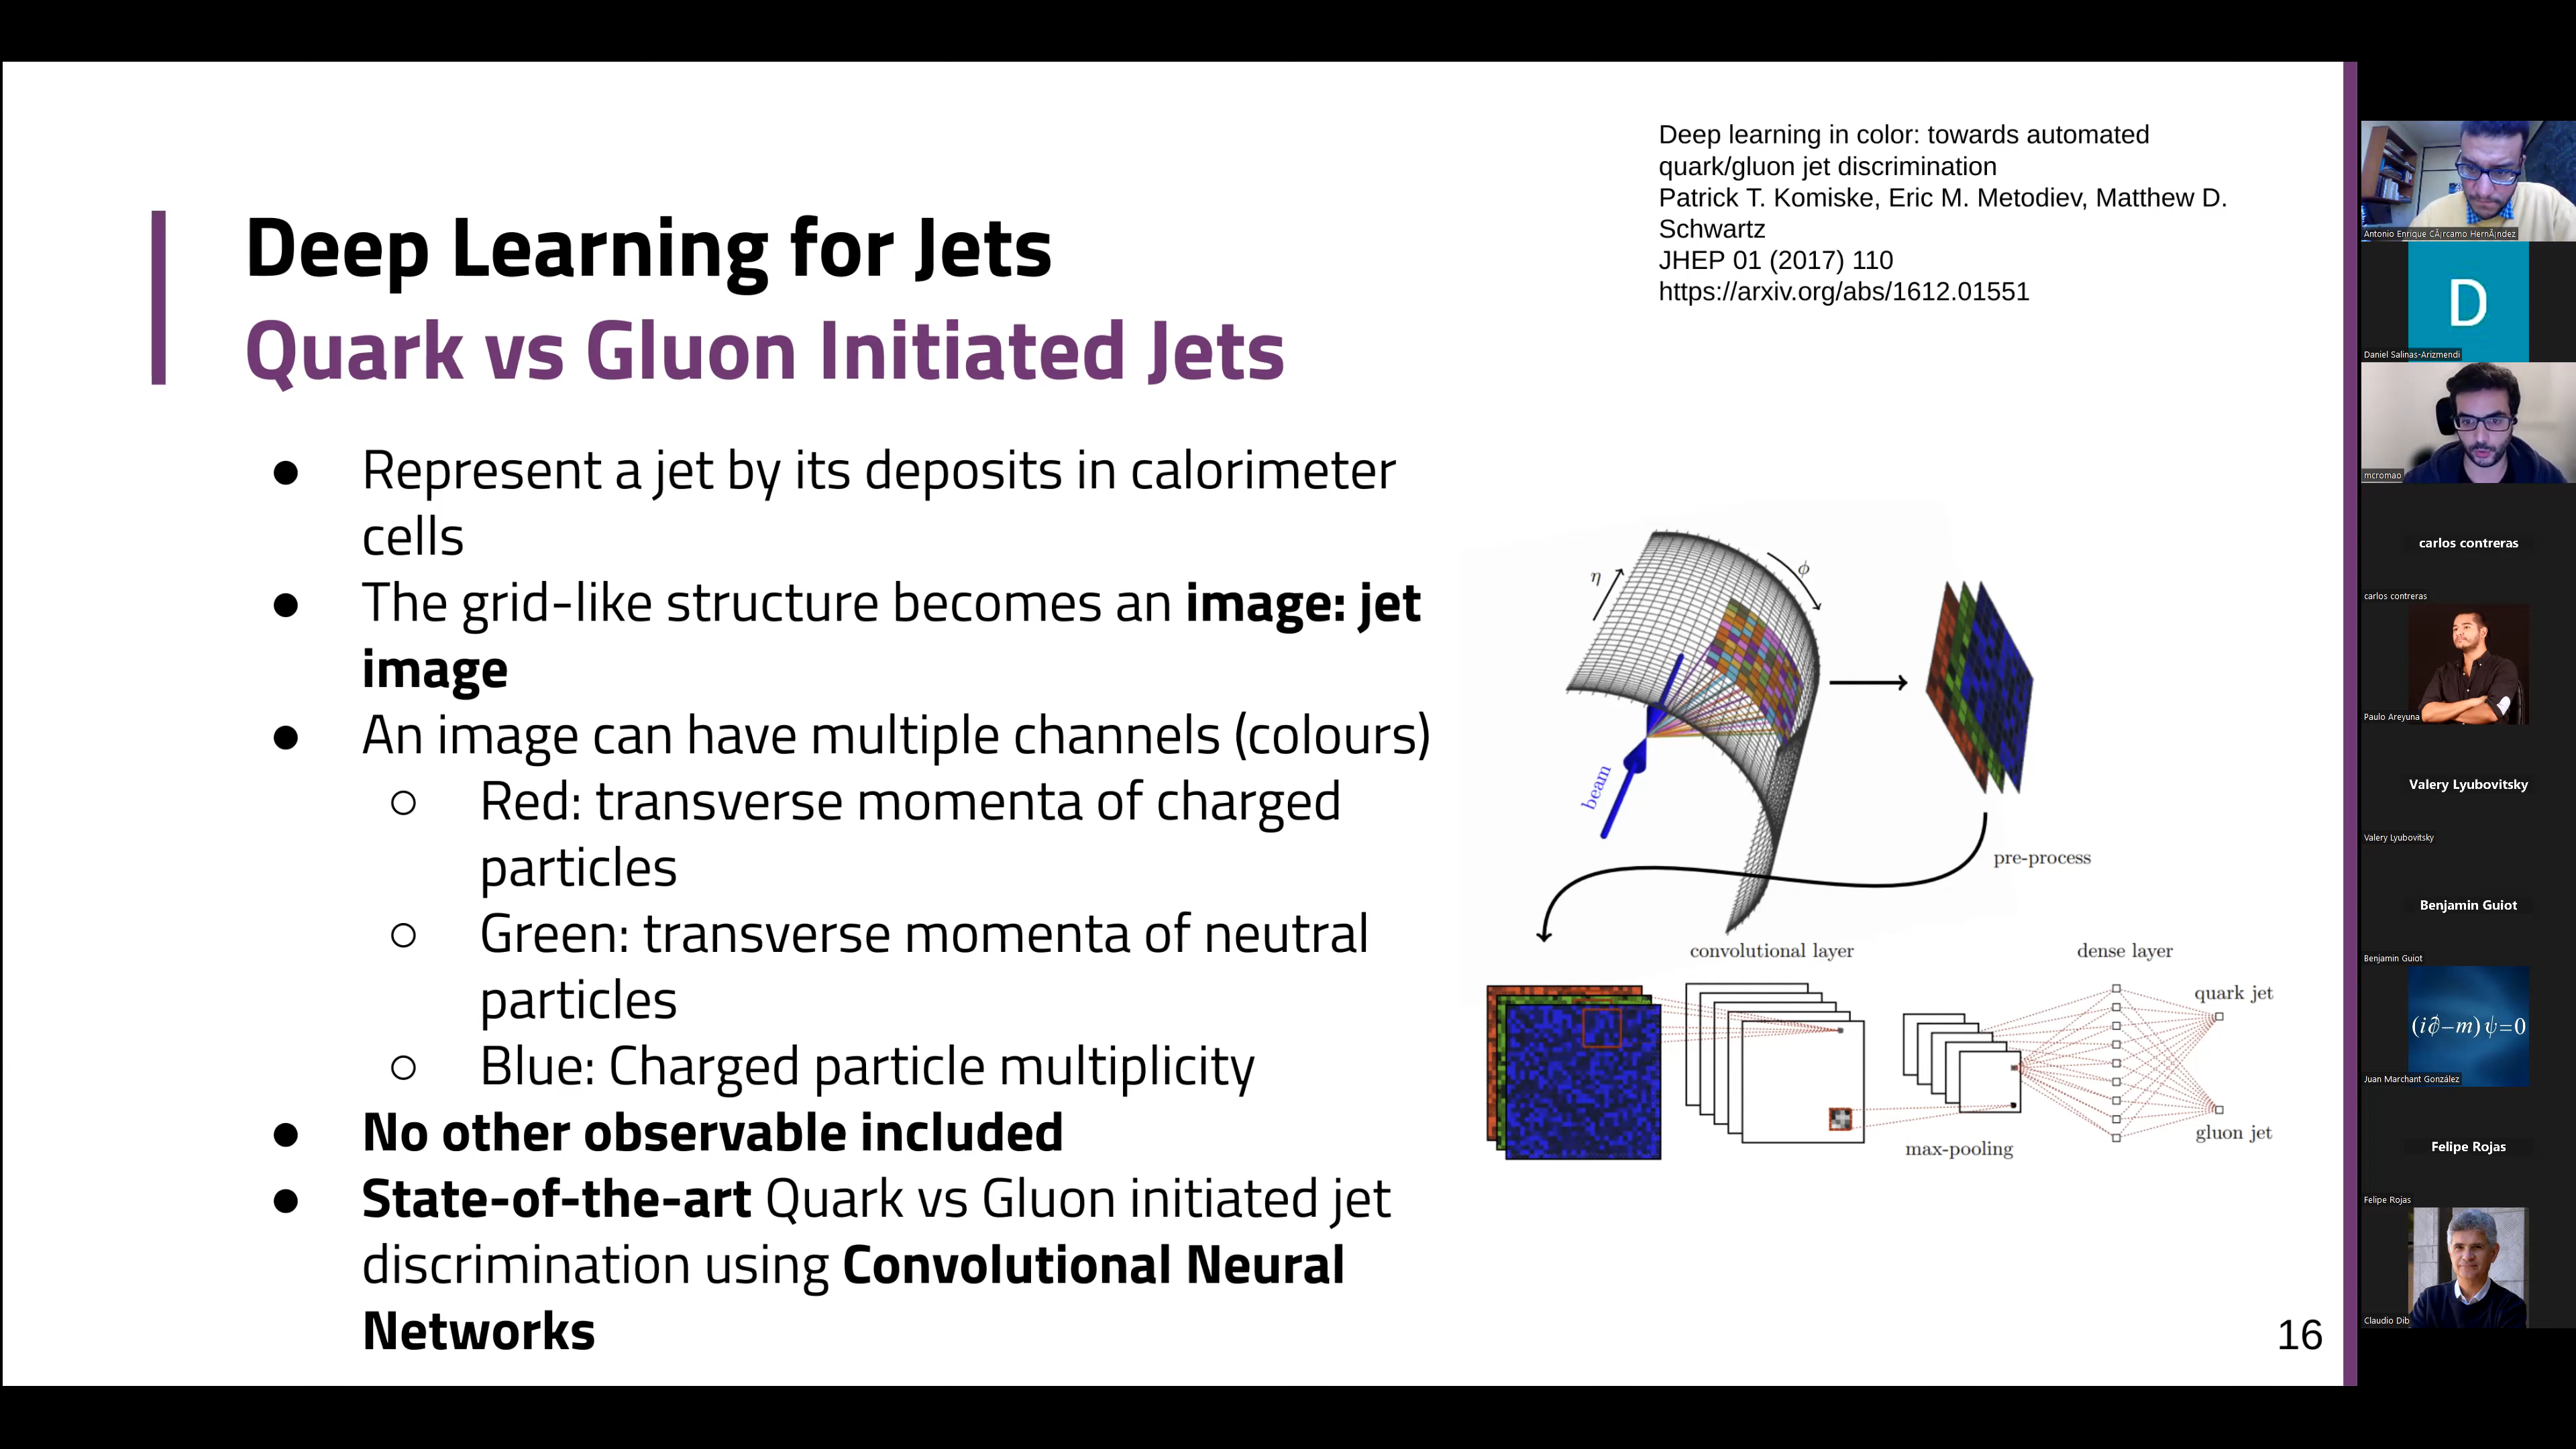 Deep learning in color: towards automated
quark/gluon jet discrimination
Patrick T. Komiske, Eric M. Metodiev, Matthew D.
Schwartz
JHEP 01 (2017) 110
https://arxiv.org/abs/1612.01551
Deep Learning for Jets
Quark vs Gluon Initiated Jets
● Represent a jet by its deposits in calorimeter
cells
● The grid-like structure becomes an image: jet
image
● An image can have multiple channels (colours)
○ Red: transverse momenta of charged
particles
○ Green: transverse momenta of neutral
particles
○ Blue: Charged particle multiplicity
● No other observable included
● State-of-the-art Quark vs Gluon initiated jet
discrimination using Convolutional Neural
Networks
η
ϕ
beam
pre-process
convolutional layer
dense layer
quark jet
gluon jet
max-pooling
16
Antonio Enrique CÃ¡rcamo HernÃ¡ndez
D
Daniel Salinas-Arizmendi
mcromao
carlos contreras
carlos contreras
Paulo Areyuna
Valery Lyubovitsky
Valery Lyubovitsky
Benjamin Guiot
Benjamin Guiot
(i∂̸−m)ψ=0
Juan Marchant González
Felipe Rojas
Felipe Rojas
Claudio Dib